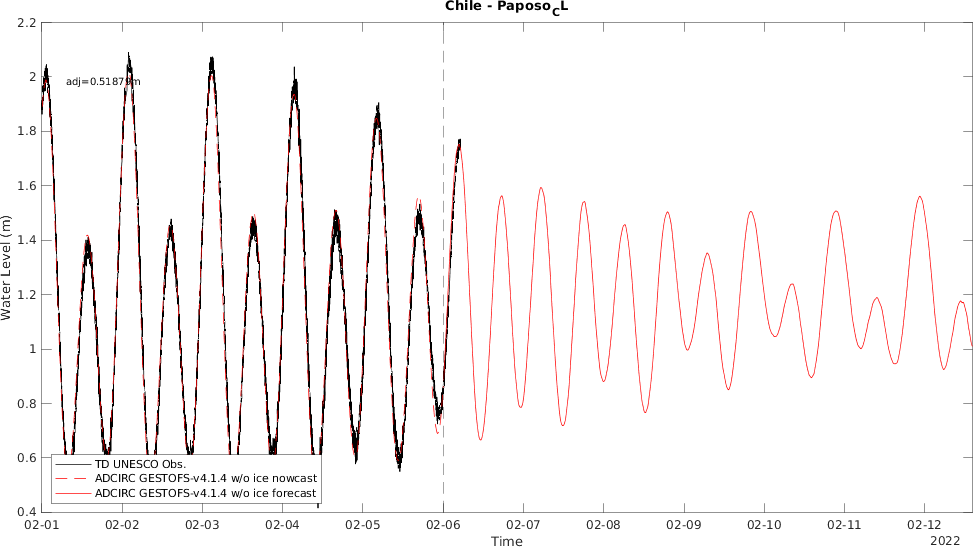 Chile - Paposo_CL
2.2
2
1.8
1.6
1.4
1.2
1
0.8
0.6
0.4
Water Level (m)
adj=0.51879m
TD UNESCO Obs.
ADCIRC GESTOFS-v4.1.4 w/o ice nowcast
ADCIRC GESTOFS-v4.1.4 w/o ice forecast
02-01 02-02 02-03 02-04 02-05 02-06 02-07 02-08 02-09 02-10 02-11 02-12
Time
2022